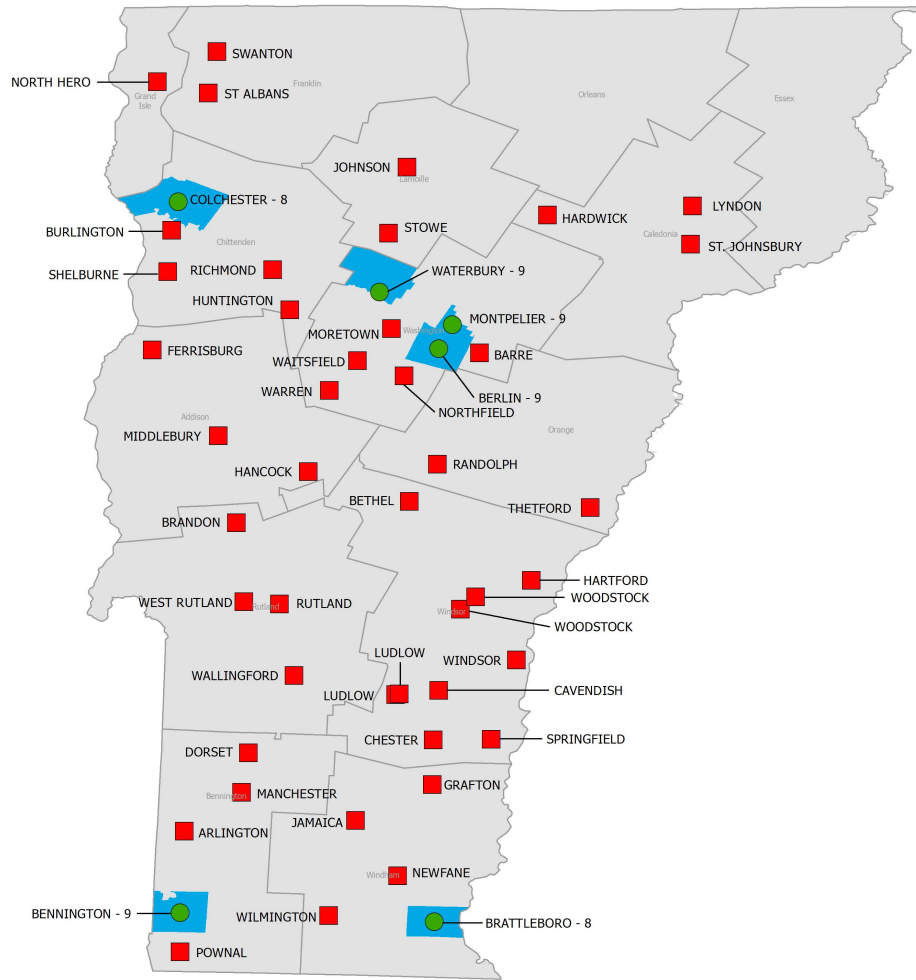 SWANTON
NORTH HERO
Franklin
ST ALBANS
Grand
Isle
Orleans
Essex
JOHNSON
Lamoille
COLCHESTER - 8
LYNDON
HARDWICK
STOWE
BURLINGTON
Chittenden
Caledonia
ST. JOHNSBURY
SHELBURNE
RICHMOND
WATERBURY - 9
HUNTINGTON
MONTPELIER - 9
MORETOWN
Washington
FERRISBURG
BARRE
WAITSFIELD
WARREN
BERLIN - 9
NORTHFIELD
Addison
Orange
MIDDLEBURY
HANCOCK
RANDOLPH
BETHEL
THETFORD
BRANDON
HARTFORD
WOODSTOCK
WEST RUTLAND
Rutland
RUTLAND
Windsor
WOODSTOCK
LUDLOW
WINDSOR
WALLINGFORD
LUDLOW
CAVENDISH
CHESTER
SPRINGFIELD
DORSET
GRAFTON
Bennington
MANCHESTER
JAMAICA
ARLINGTON
Windham
NEWFANE
BENNINGTON - 9
WILMINGTON
BRATTLEBORO - 8
POWNAL